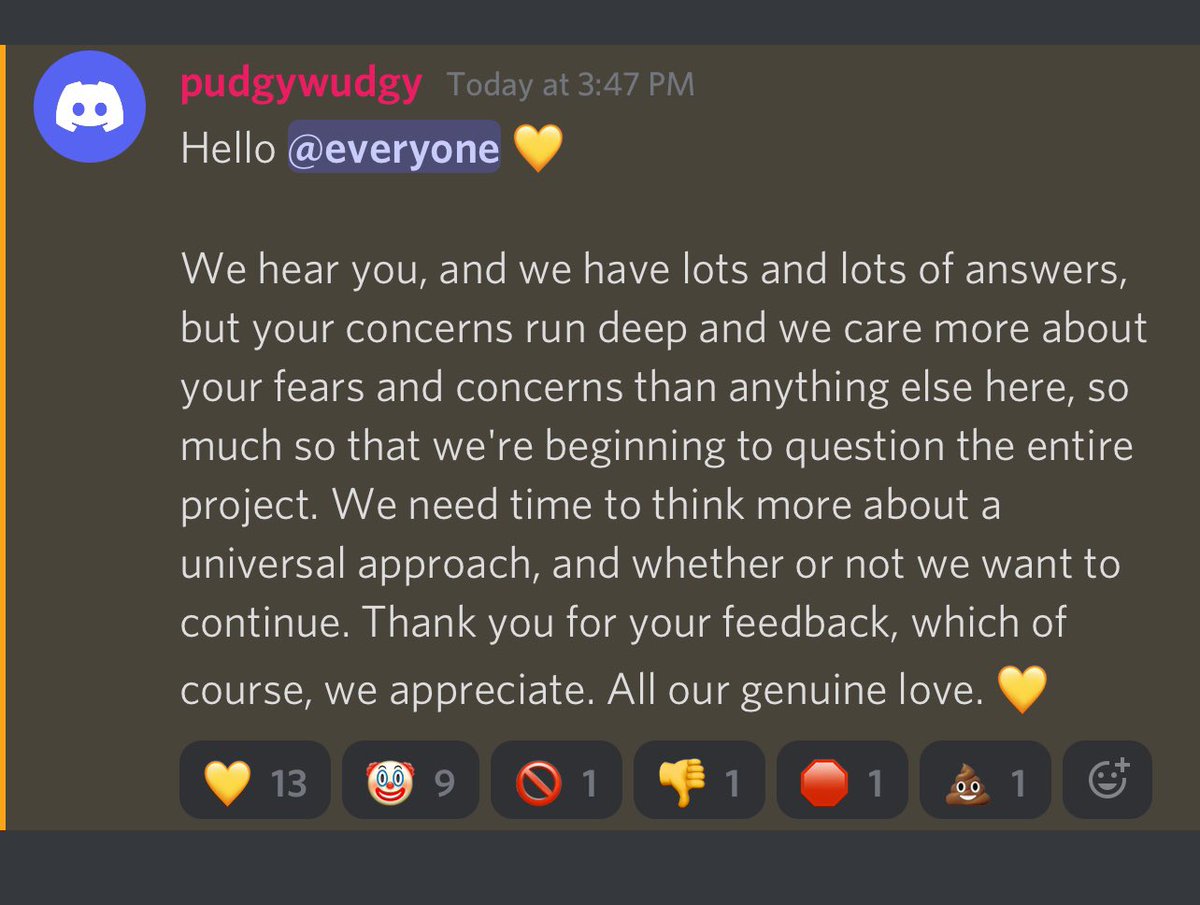 pudgywudgy Today at 3:47 PM
Hello @everyone 💛
We hear you, and we have lots and lots of answers,
but your concerns run deep and we care more about
your fears and concerns than anything else here, so
much so that we're beginning to question the entire
project. We need time to think more about a
universal approach, and whether or not we want to
continue. Thank you for your feedback, which of
course, we appreciate. All our genuine love. 💛
💛 13 🤡 9 🚫 1 👎 1 🛑 1 💩 1